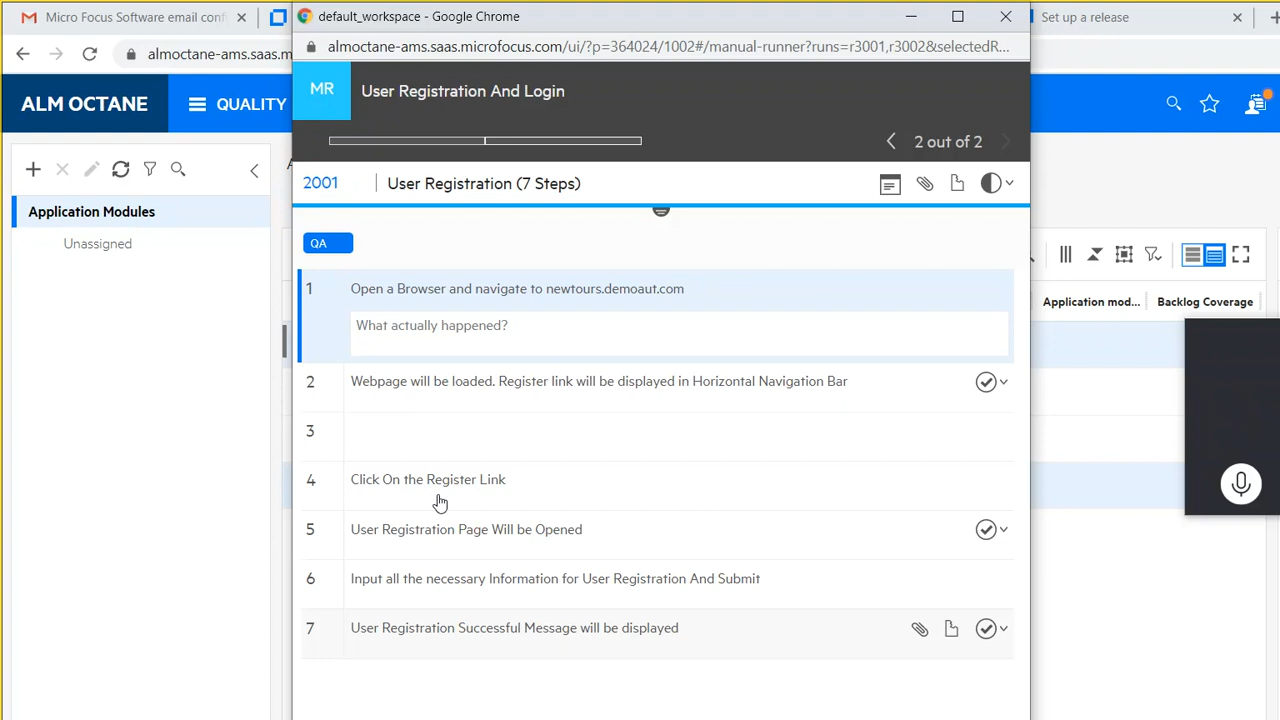 Micro Focus Software email conf
default_workspace - Google Chrome
Set up a release
almoctane-ams.saas.m
almoctane-ams.saas.microfocus.com/ui/?p=364024/1002#/manual-runner?runs=r3001,r3002&selectedR...
ALM OCTANE
QUALITY
MR
User Registration And Login
2 out of 2
2001
User Registration (7 Steps)
Application Modules
Unassigned
QA
Application mod...
Backlog Coverage
1
Open a Browser and navigate to newtours.demoaut.com
What actually happened?
2
Webpage will be loaded. Register link will be displayed in Horizontal Navigation Bar
3
4
Click On the Register Link
5
User Registration Page Will be Opened
6
Input all the necessary Information for User Registration And Submit
7
User Registration Successful Message will be displayed